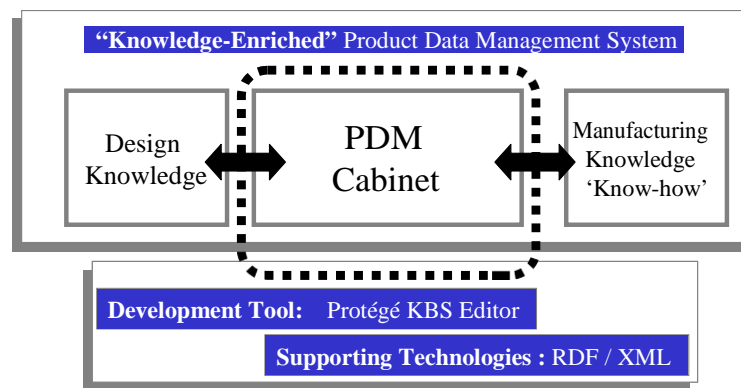 “Knowledge-Enriched” Product Data Management System
Design
Knowledge
PDM
Cabinet
Manufacturing
Knowledge
‘Know-how’
Development Tool: Protégé KBS Editor
Supporting Technologies : RDF / XML